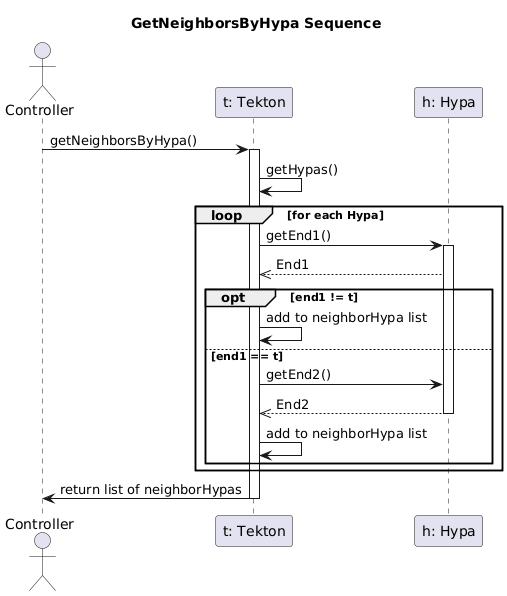 GetNeighborsByHypa Sequence
Controller
t: Tekton
h: Hypa
getNeighborsByHypa()
getHypas()
loop [for each Hypa]
getEnd1()
End1
opt [end1 != t]
add to neighborHypa list
[end1 == t]
getEnd2()
End2
add to neighborHypa list
return list of neighborHypas
Controller
t: Tekton
h: Hypa